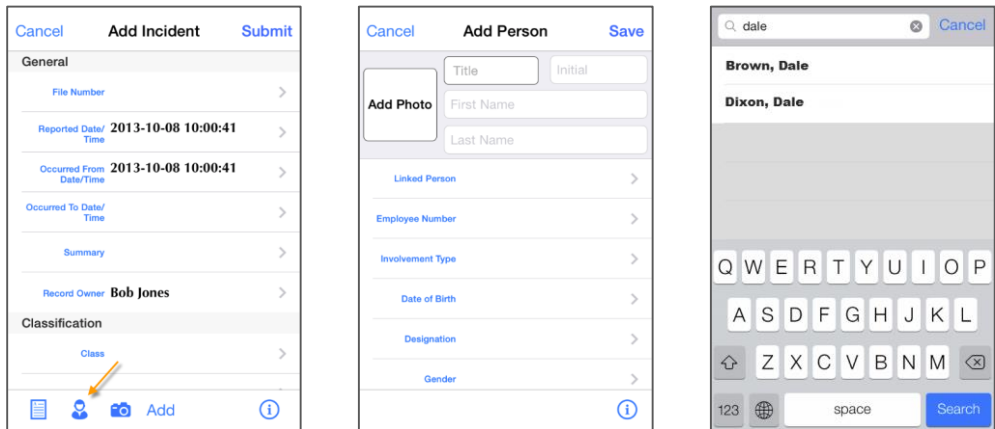 Cancel Add Incident Submit
General
File Number
Reported Date/ 2013-10-08 10:00:41
Time
Occurred From 2013-10-08 10:00:41
Date/Time
Occurred To Date/
Time
Summary
Record Owner Bob Jones
Classification
Class
Add
Cancel Add Person Save
Add Photo
Title Initial
First Name
Last Name
Linked Person
Employee Number
Involvement Type
Date of Birth
Designation
Gender
dale Cancel
Brown, Dale
Dixon, Dale
Q W E R T Y U I O P
A S D F G H J K L
Z X C V B N M
123 space Search